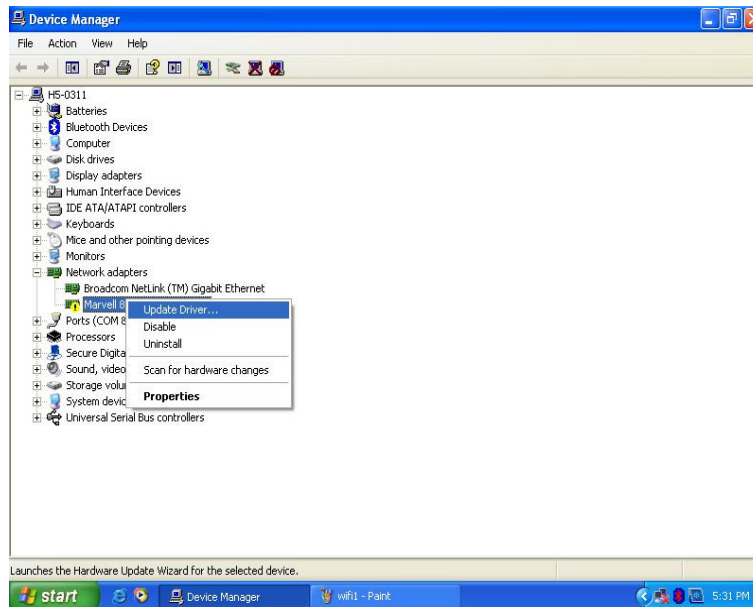 Device Manager
File Action View Help
H5-0311
Batteries
Bluetooth Devices
Computer
Disk drives
Display adapters
Human Interface Devices
IDE ATA/ATAPI controllers
Keyboards
Mice and other pointing devices
Monitors
Network adapters
Broadcom NetLink (TM) Gigabit Ethernet
Marvell 8
Update Driver...
Ports (COM &
Disable
Processors
Uninstall
Secure Digita
Sound, video
Scan for hardware changes
Storage volu
Properties
System devic
Universal Serial Bus controllers
Launches the Hardware Update Wizard for the selected device.
start Device Manager wifi1 - Paint 5:31 PM